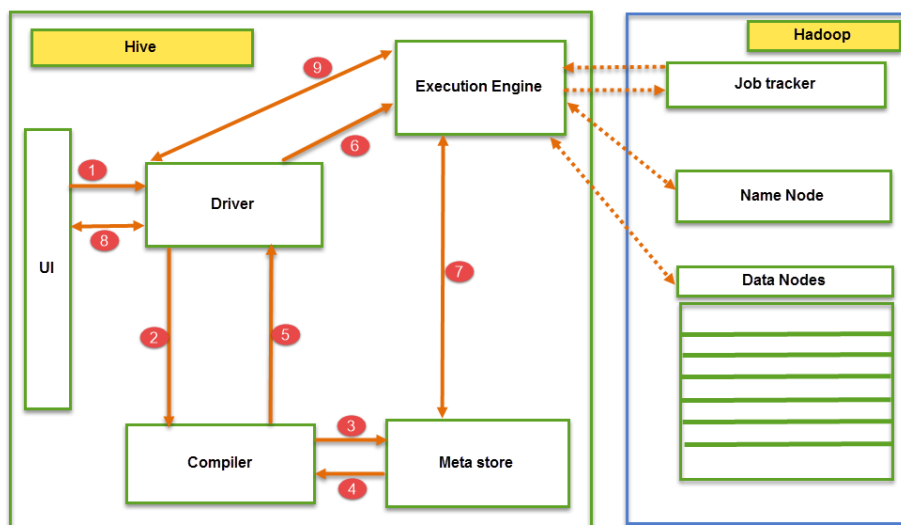 Hive
Hadoop
9
Execution Engine
Job tracker
6
1
Driver
Name Node
8
UI
7
Data Nodes
2
5
3
Compiler
Meta store
4